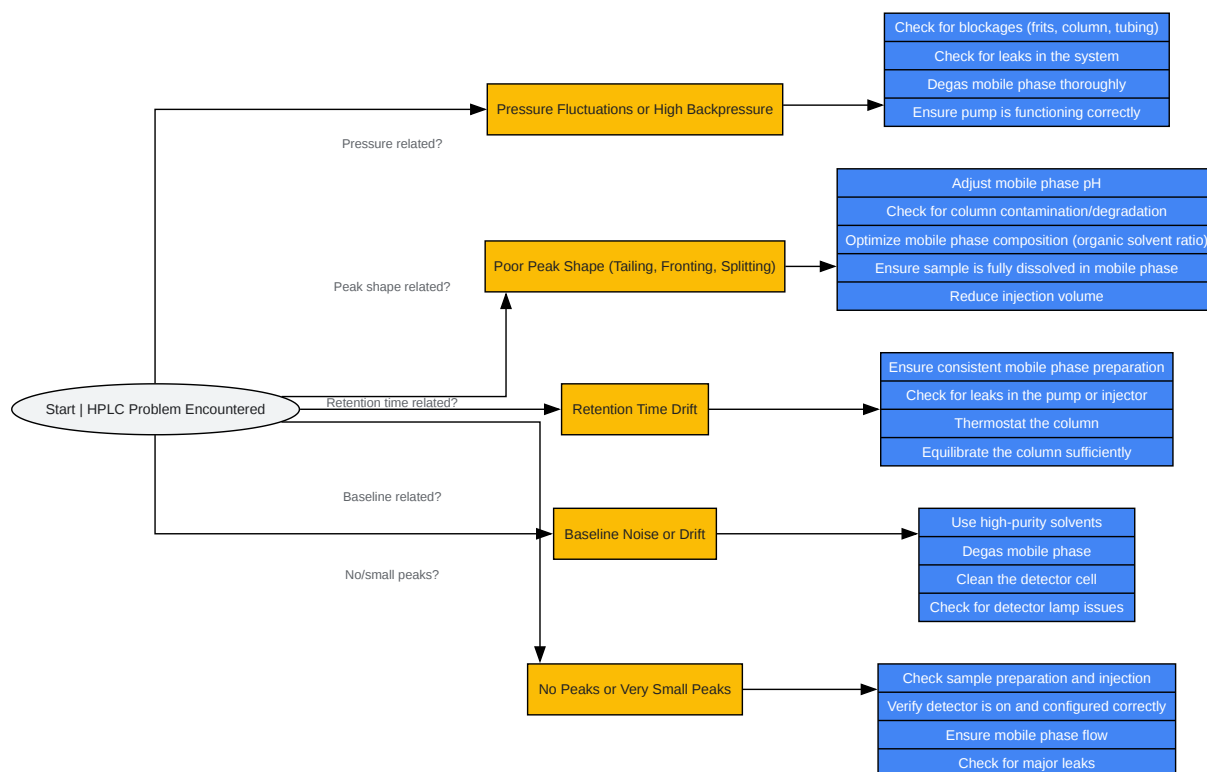 Start | HPLC Problem Encountered
Pressure related?
Pressure Fluctuations or High Backpressure
Check for blockages (frits, column, tubing)
Check for leaks in the system
Degas mobile phase thoroughly
Ensure pump is functioning correctly
Peak shape related?
Poor Peak Shape (Tailing, Fronting, Splitting)
Adjust mobile phase pH
Check for column contamination/degradation
Optimize mobile phase composition (organic solvent ratio)
Ensure sample is fully dissolved in mobile phase
Reduce injection volume
Retention time related?
Retention Time Drift
Ensure consistent mobile phase preparation
Check for leaks in the pump or injector
Thermostat the column
Equilibrate the column sufficiently
Baseline related?
Baseline Noise or Drift
Use high-purity solvents
Degas mobile phase
Clean the detector cell
Check for detector lamp issues
No/small peaks?
No Peaks or Very Small Peaks
Check sample preparation and injection
Verify detector is on and configured correctly
Ensure mobile phase flow
Check for major leaks